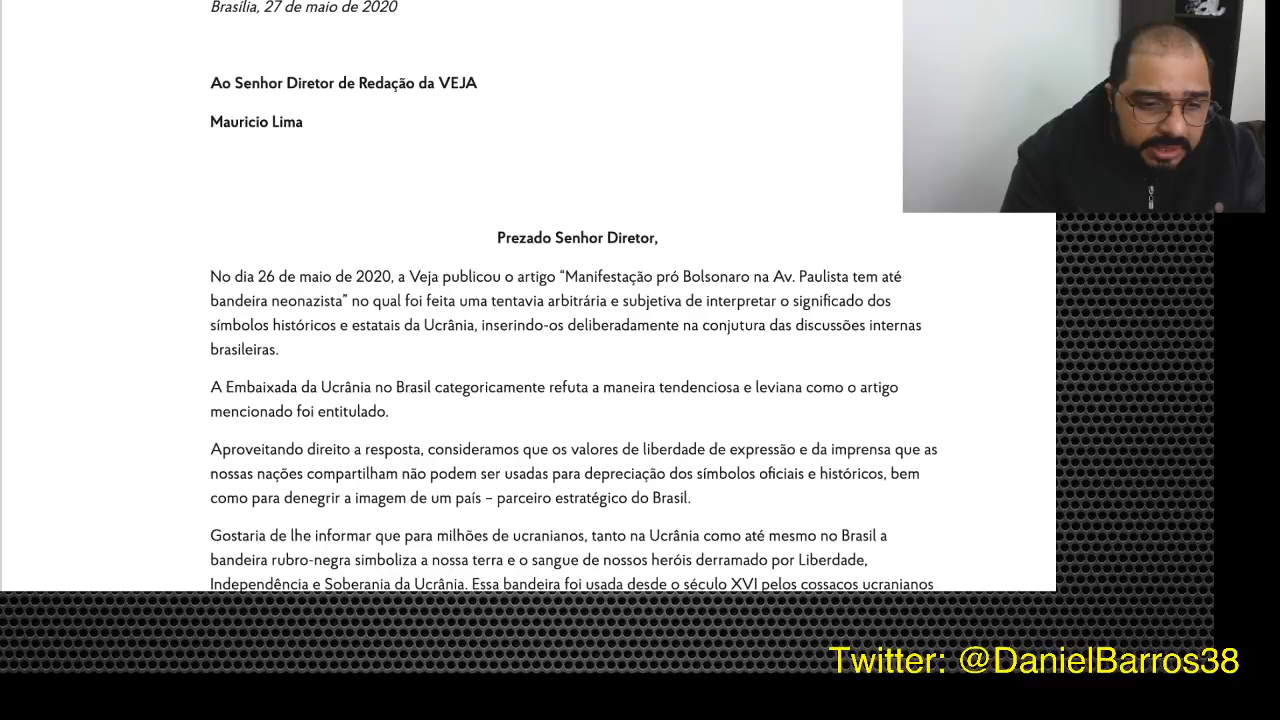 Brasília, 27 de maio de 2020
Ao Senhor Diretor de Redação da VEJA
Mauricio Lima
Prezado Senhor Diretor,
No dia 26 de maio de 2020, a Veja publicou o artigo “Manifestação pró Bolsonaro na Av. Paulista tem até
bandeira neonazista” no qual foi feita uma tentavia arbitrária e subjetiva de interpretar o significado dos
símbolos históricos e estatais da Ucrânia, inserindo-os deliberadamente na conjutura das discussões internas
brasileiras.
A Embaixada da Ucrânia no Brasil categoricamente refuta a maneira tendenciosa e leviana como o artigo
mencionado foi entitulado.
Aproveitando direito a resposta, consideramos que os valores de liberdade de expressão e da imprensa que as
nossas nações compartilham não podem ser usadas para depreciação dos símbolos oficiais e históricos, bem
como para denegrir a imagem de um país – parceiro estratégico do Brasil.
Gostaria de lhe informar que para milhões de ucranianos, tanto na Ucrânia como até mesmo no Brasil a
bandeira rubro-negra simboliza a nossa terra e o sangue de nossos heróis derramado por Liberdade,
Independência e Soberania da Ucrânia. Essa bandeira foi usada desde o século XVI pelos cossacos ucranianos
Twitter: @DanielBarros38